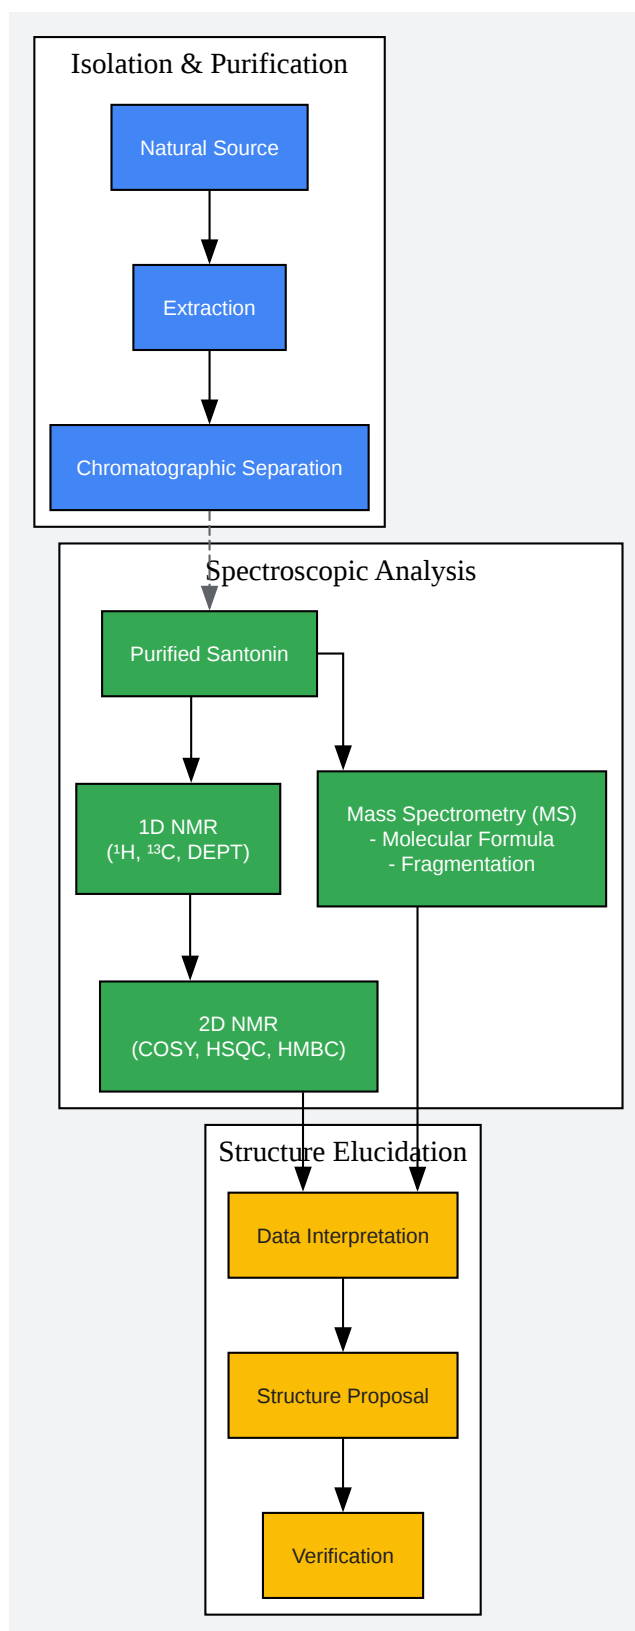 Isolation & Purification
Natural Source
Extraction
Chromatographic Separation
Spectroscopic Analysis
Purified Santonin
1D NMR
(¹H, ¹³C, DEPT)
Mass Spectrometry (MS)
- Molecular Formula
- Fragmentation
2D NMR
(COSY, HSQC, HMBC)
Structure Elucidation
Data Interpretation
Structure Proposal
Verification